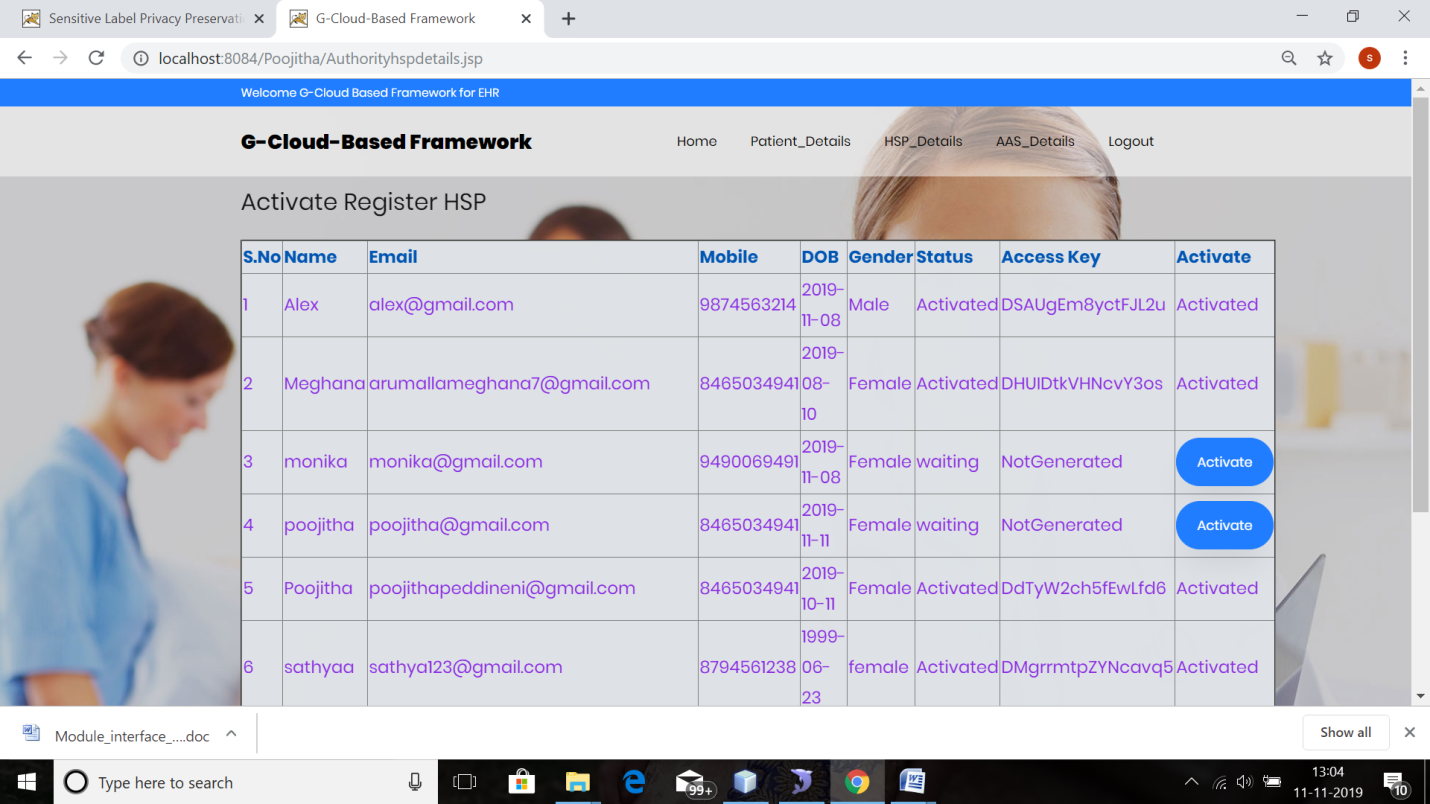 Sensitive Label Privacy Preservati
G-Cloud-Based Framework
localhost:8084/Poojitha/Authorityhspdetails.jsp
s
Welcome G-Cloud Based Framework for EHR
G-Cloud-Based Framework
Home Patient_Details HSP_Details AAS_Details Logout
Activate Register HSP
S.No Name Email Mobile DOB Gender Status Access Key Activate
1 Alex alex@gmail.com 9874563214 2019-11-08 Male Activated DSAUgEm8yctFJL2u Activated
2 Meghana arumallameghana7@gmail.com 8465034941 2019-08-10 Female Activated DHUIDtkVHNcvY3os Activated
3 monika monika@gmail.com 9490069491 2019-11-08 Female waiting NotGenerated Activate
4 poojitha poojitha@gmail.com 8465034941 2019-11-11 Female waiting NotGenerated Activate
5 Poojitha poojithapeddineni@gmail.com 8465034941 2019-10-11 Female Activated DdTyW2ch5fEwLfd6 Activated
6 sathyaa sathya123@gmail.com 8794561238 1999-06-23 female Activated DMgrrmtpZYNcavq5 Activated
Module_interface_....doc
Show all
Type here to search
99+
13:04
11-11-2019
10